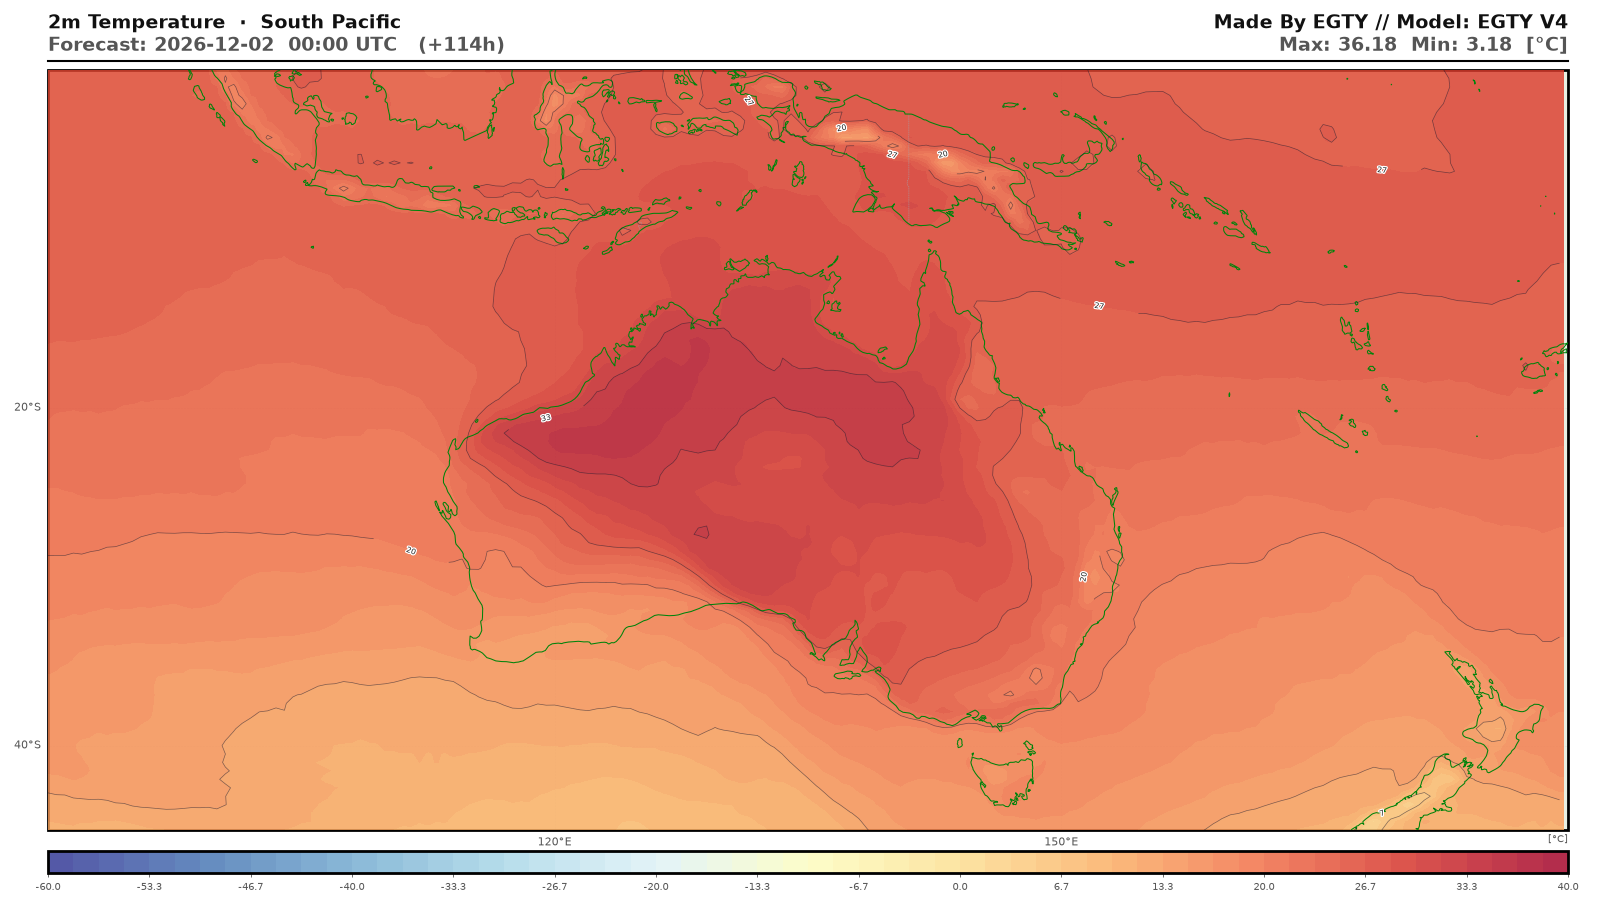 2m Temperature · South Pacific
Made By EGTY // Model: EGTY V4
Forecast: 2026-12-02 00:00 UTC (+114h)
Max: 36.18 Min: 3.18 [°C]
27
20
27
20
27
27
20°S
33
20
20
40°S
7
120°E
150°E
[°C]
-60.0 -53.3 -46.7 -40.0 -33.3 -26.7 -20.0 -13.3 -6.7 0.0 6.7 13.3 20.0 26.7 33.3 40.0